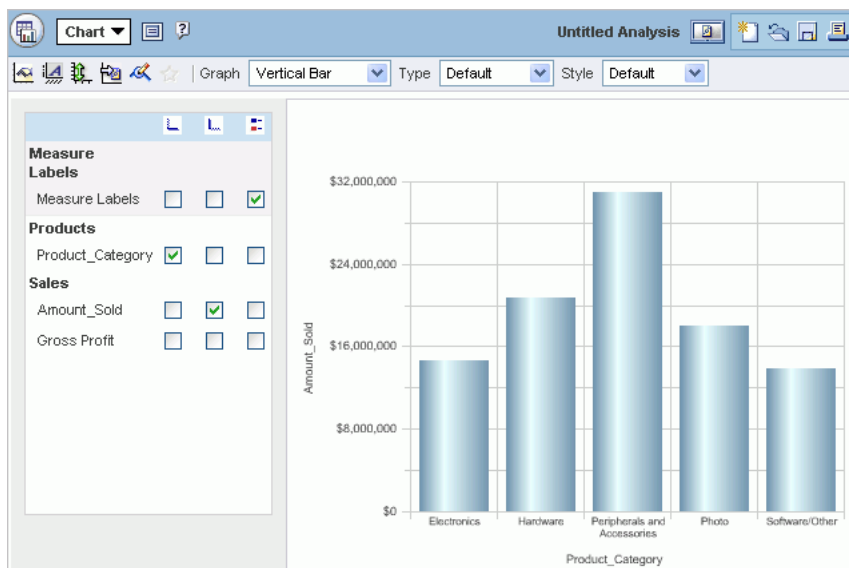 Chart
Untitled Analysis
Graph Vertical Bar Type Default Style Default
Measure
Labels
Measure Labels
Products
Product_Category
Sales
Amount_Sold
Gross Profit
$32,000,000
$24,000,000
$16,000,000
$8,000,000
$0
Amount_Sold
Electronics Hardware Peripherals and Accessories Photo Software/Other
Product_Category